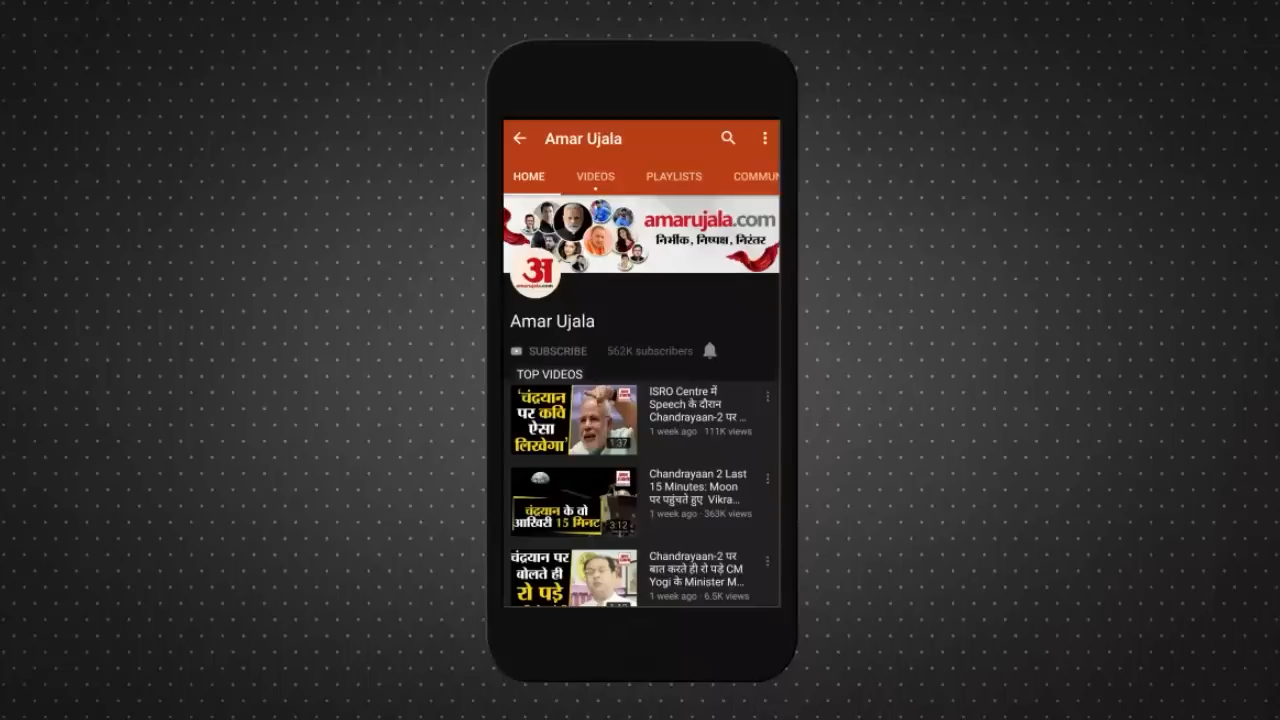 Amar Ujala
HOME VIDEOS PLAYLISTS COMMUN
amarujala.com
निर्भीक, निष्पक्ष, निरंतर
अ
amarujala.com
Amar Ujala
SUBSCRIBE 562K subscribers
TOP VIDEOS
'चंद्रयान
पर कवि
ऐसा
लिखेगा'
1:37
ISRO Centre में
Speech के दौरान
Chandrayaan-2 पर ...
1 week ago · 111K views
चंद्रयान के वो
आखिरी 15 मिनट
3:12
Chandrayaan 2 Last
15 Minutes: Moon
पर पहुंचते हुए Vikra...
1 week ago · 363K views
चंद्रयान पर
बोलते ही
रो पड़े
Chandrayaan-2 पर
बात करते ही रो पड़े CM
Yogi के Minister M...
1 week ago · 6.5K views